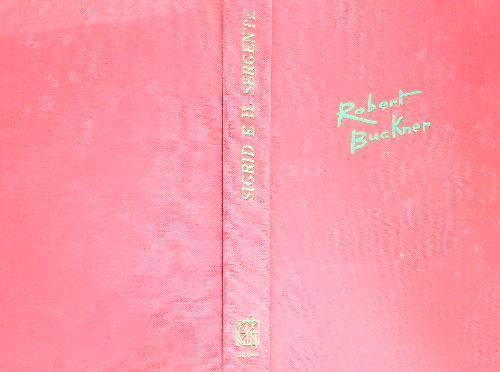 SIGRID E IL SERGENTE
Robert
Buckner